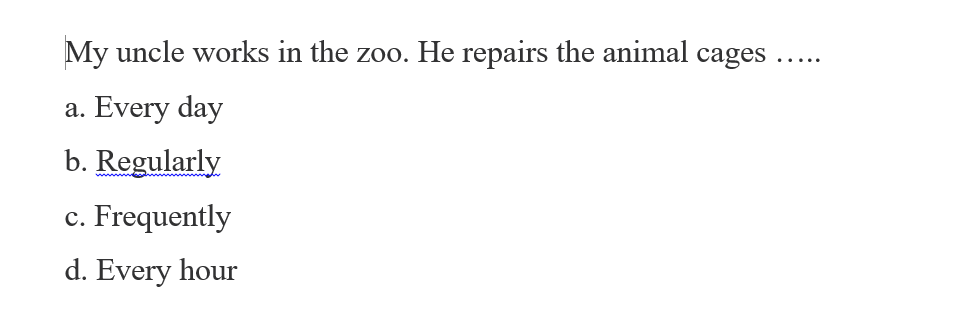 My uncle works in the zoo. He repairs the animal cages …..
a. Every day
b. Regularly
c. Frequently
d. Every hour